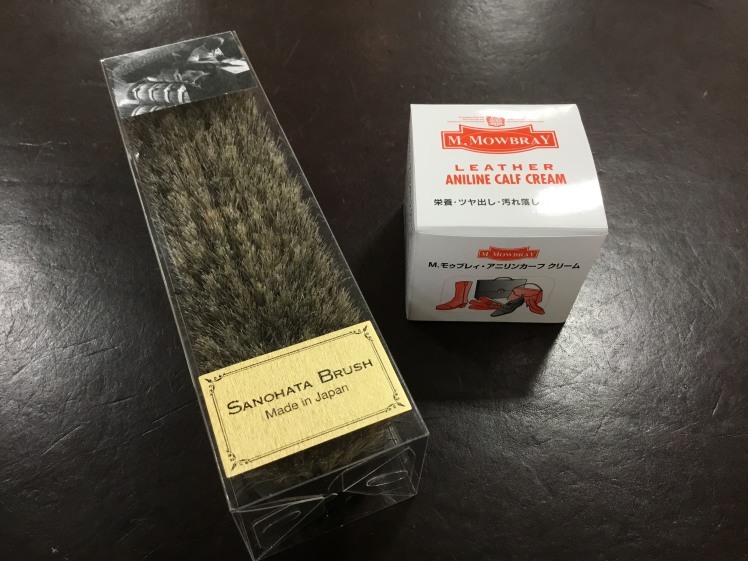 SANOHATA BRUSH
Made in Japan
M. MOWBRAY
LEATHER
ANILINE CALF CREAM
栄養・ツヤ出し・汚れ落し
M. MOWBRAY
M.モゥブレィ・アニリンカーフ クリーム